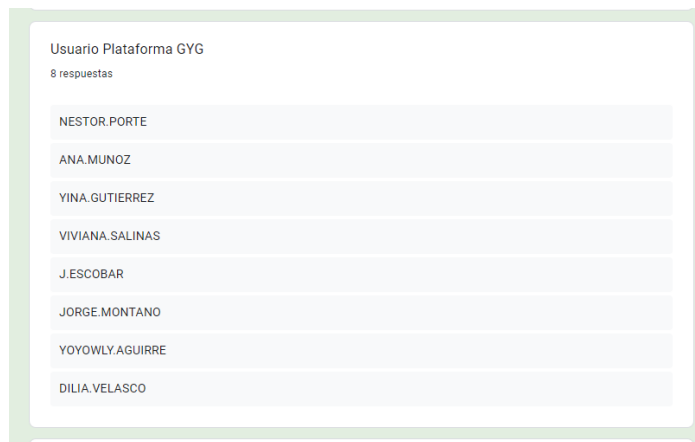 Usuario Plataforma GYG
8 respuestas
NESTOR.PORTE
ANA.MUNOZ
YINA.GUTIERREZ
VIVIANA.SALINAS
J.ESCOBAR
JORGE.MONTANO
YOYOWLY.AGUIRRE
DILIA.VELASCO